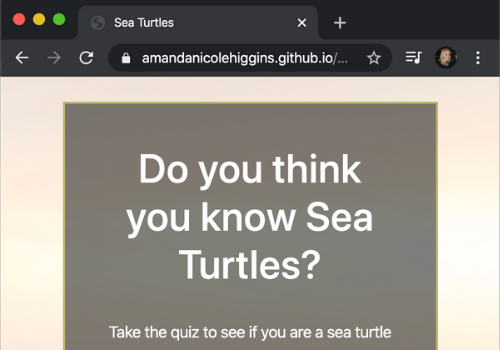 Sea Turtles
amandanicolehiggins.github.io/...
Do you think
you know Sea
Turtles?
Take the quiz to see if you are a sea turtle